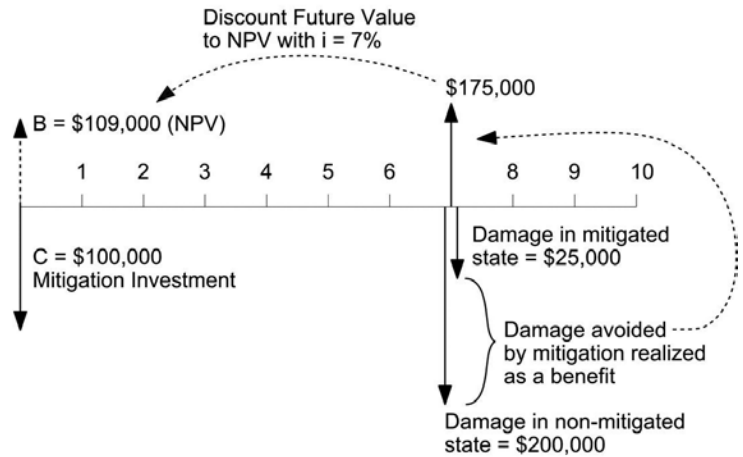 Discount Future Value
to NPV with i = 7%
$175,000
B = $109,000 (NPV)
1 2 3 4 5 6 8 9 10
C = $100,000
Mitigation Investment
Damage in mitigated
state = $25,000
Damage avoided
by mitigation realized
as a benefit
Damage in non-mitigated
state = $200,000